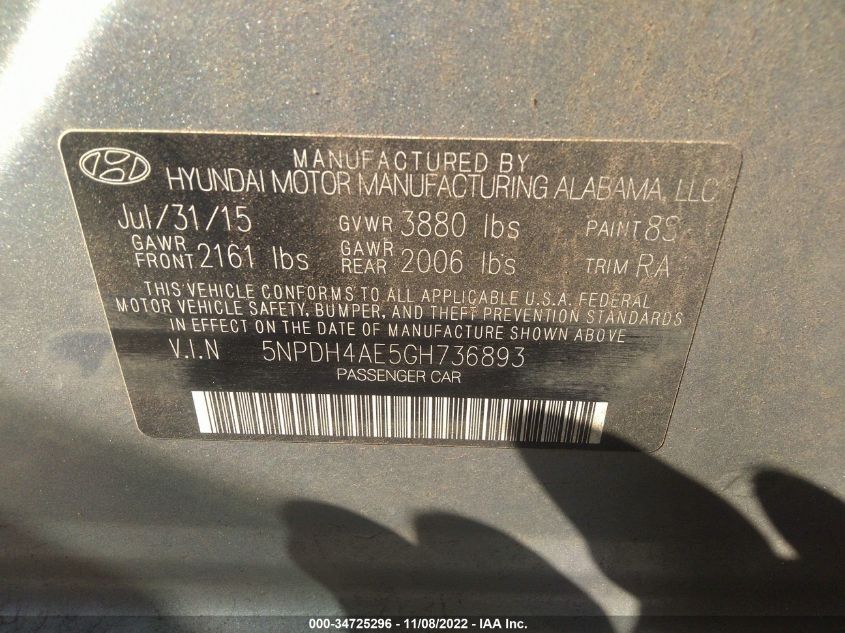 MANUFACTURED BY
HYUNDAI MOTOR MANUFACTURING ALABAMA, LLC
Jul/31/15 GVWR 3880 lbs PAINT 8S
GAWR FRONT 2161 lbs GAWR REAR 2006 lbs TRIM RA
THIS VEHICLE CONFORMS TO ALL APPLICABLE U.S.A. FEDERAL
MOTOR VEHICLE SAFETY, BUMPER, AND THEFT PREVENTION STANDARDS
IN EFFECT ON THE DATE OF MANUFACTURE SHOWN ABOVE
V.I.N 5NPDH4AE5GH736893
PASSENGER CAR
000-34725296 - 11/08/2022 - IAA Inc.